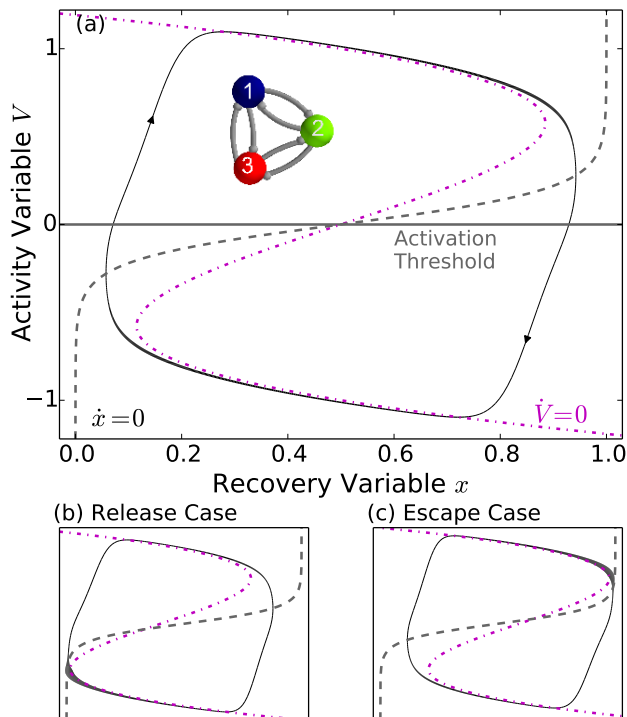 (a)
1
1
2
3
0
Activation
Threshold
Activity Variable V
−1
ẋ=0
V̇=0
0.0 0.2 0.4 0.6 0.8 1.0
Recovery Variable x
(b) Release Case
(c) Escape Case